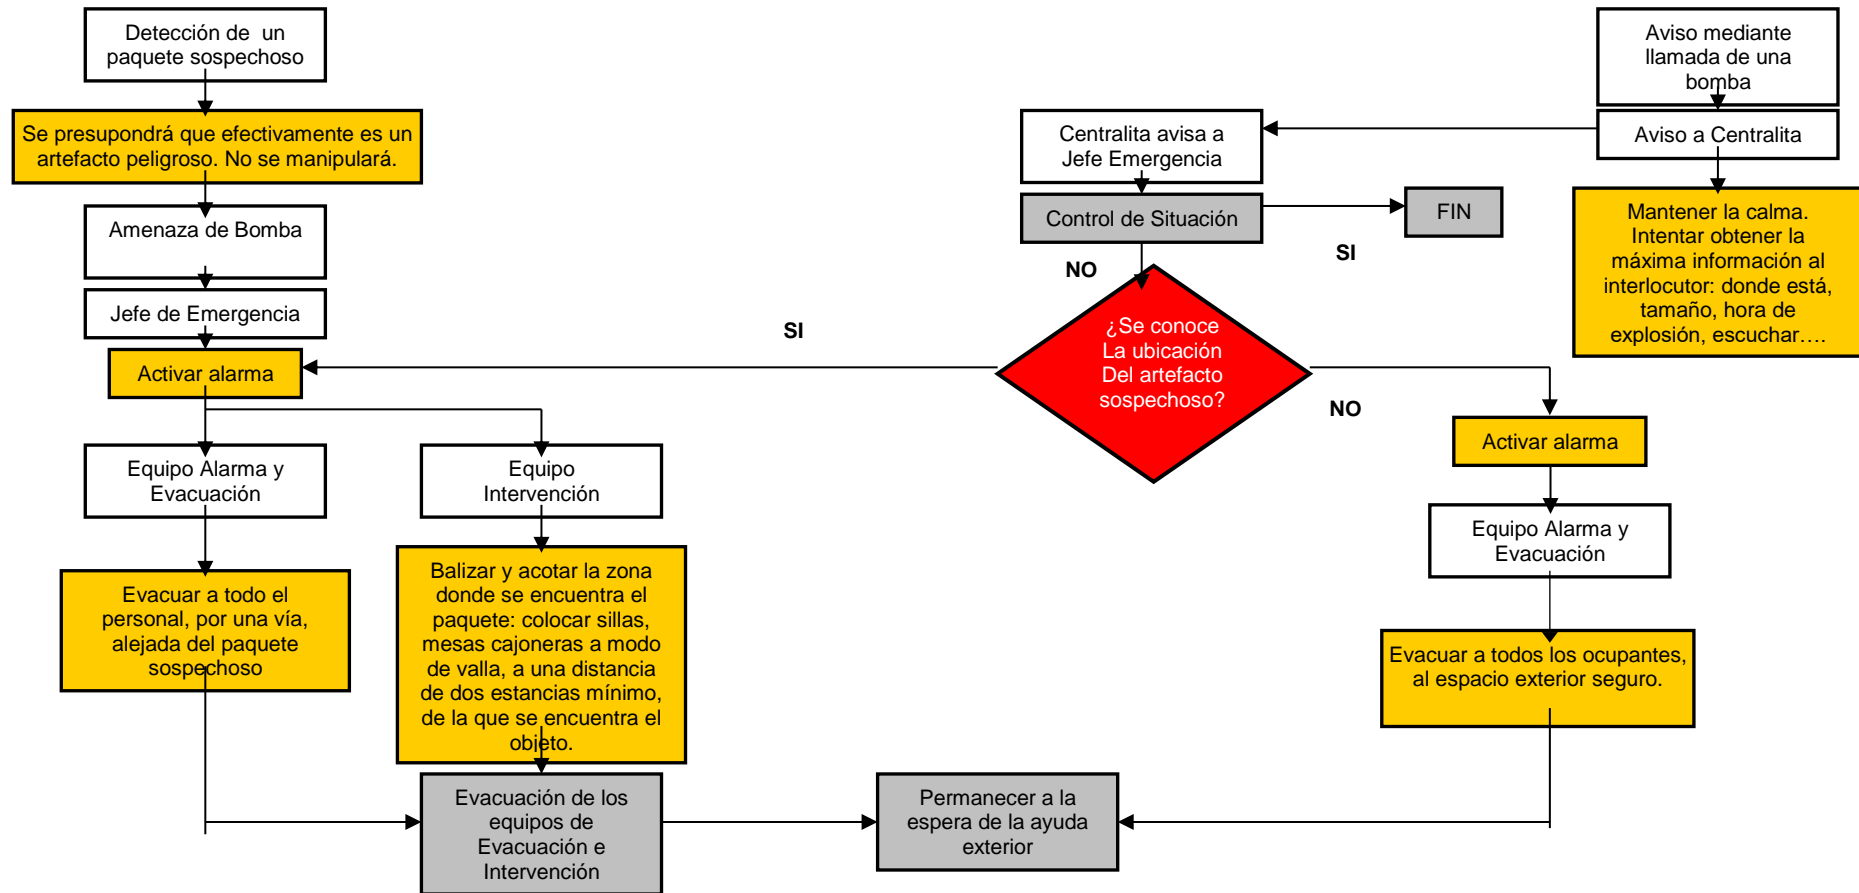 Detección de un
paquete sospechoso
Se presupondrá que efectivamente es un
artefacto peligroso. No se manipulará.
Amenaza de Bomba
Jefe de Emergencia
Activar alarma
Equipo Alarma y
Evacuación
Evacuar a todo el
personal, por una vía,
alejada del paquete
sospechoso
Equipo
Intervención
Balizar y acotar la zona
donde se encuentra el
paquete: colocar sillas,
mesas cajoneras a modo
de valla, a una distancia
de dos estancias mínimo,
de la que se encuentra el
objeto.
Evacuación de los
equipos de
Evacuación e
Intervención
Permanecer a la
espera de la ayuda
exterior
Aviso mediante
llamada de una
bomba
Aviso a Centralita
Mantener la calma.
Intentar obtener la
máxima información al
interlocutor: donde está,
tamaño, hora de
explosión, escuchar….
Centralita avisa a
Jefe Emergencia
Control de Situación
FIN
SI
NO
¿Se conoce
La ubicación
Del artefacto
sospechoso?
SI
NO
Activar alarma
Equipo Alarma y
Evacuación
Evacuar a todos los ocupantes,
al espacio exterior seguro.